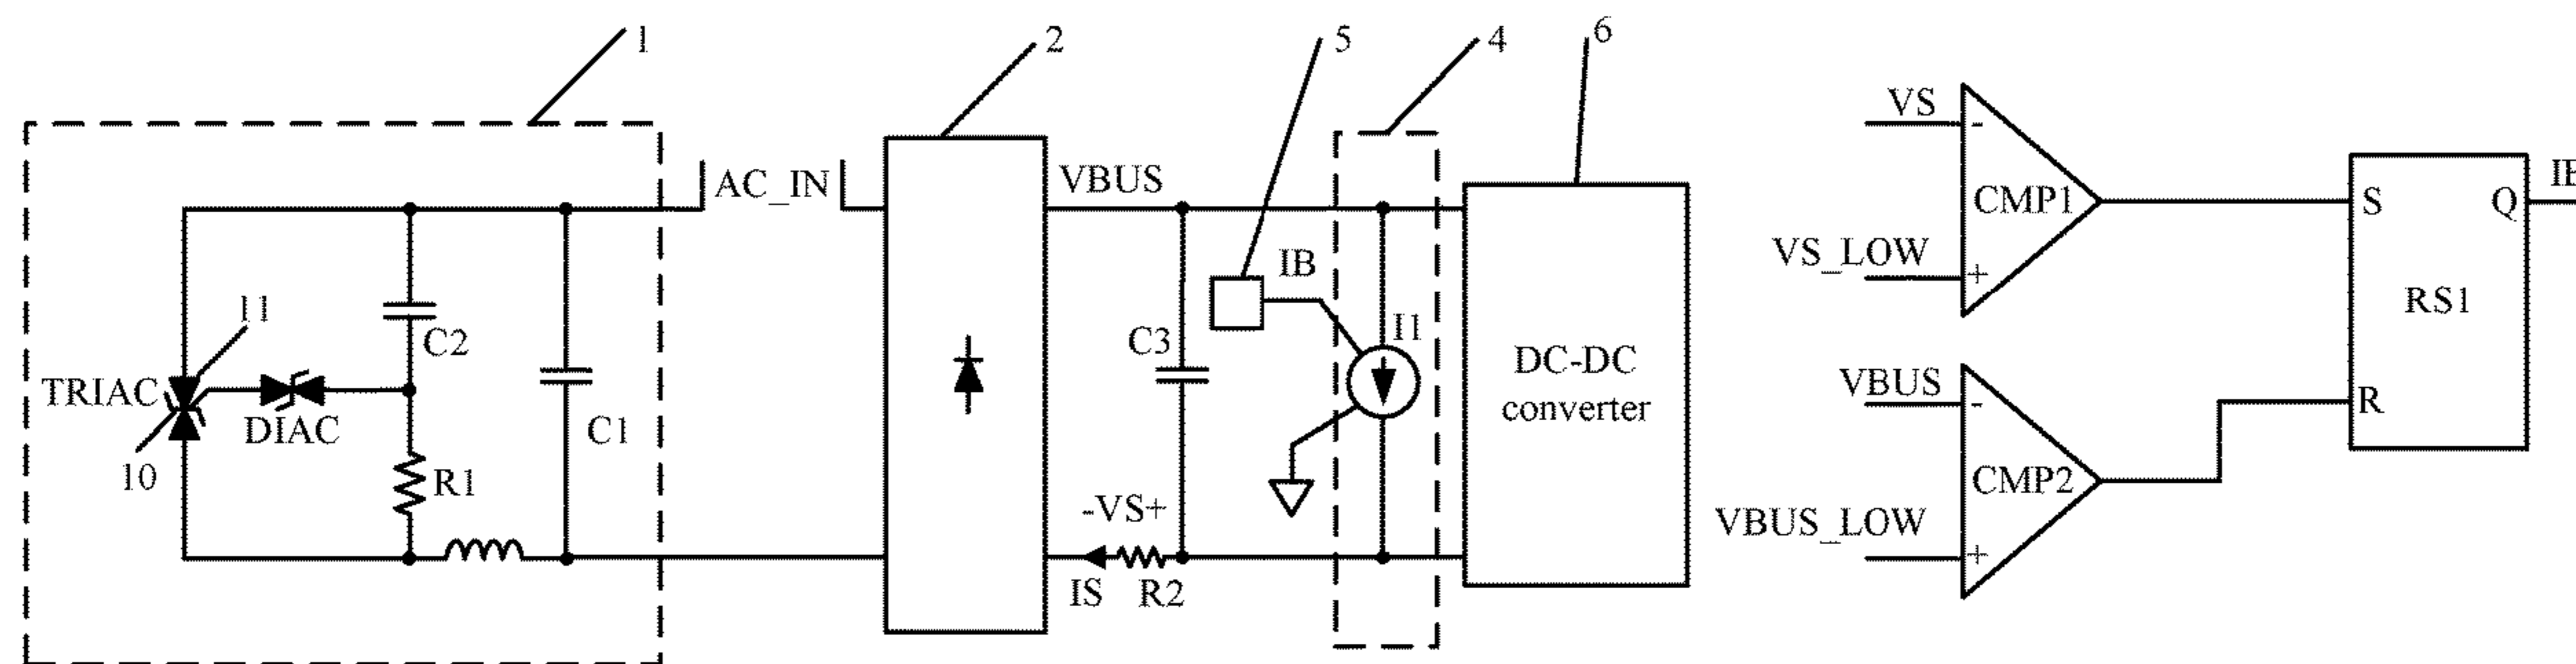 1
2
5
4
6
AC_IN
VBUS
11
C2
TRIAC
DIAC
C1
10
R1
IB
C3
I1
-VS+
IS
R2
DC-DC
converter
VS
-
CMP1
VS_LOW
+
VBUS
-
CMP2
VBUS_LOW
+
S
Q
RS1
R